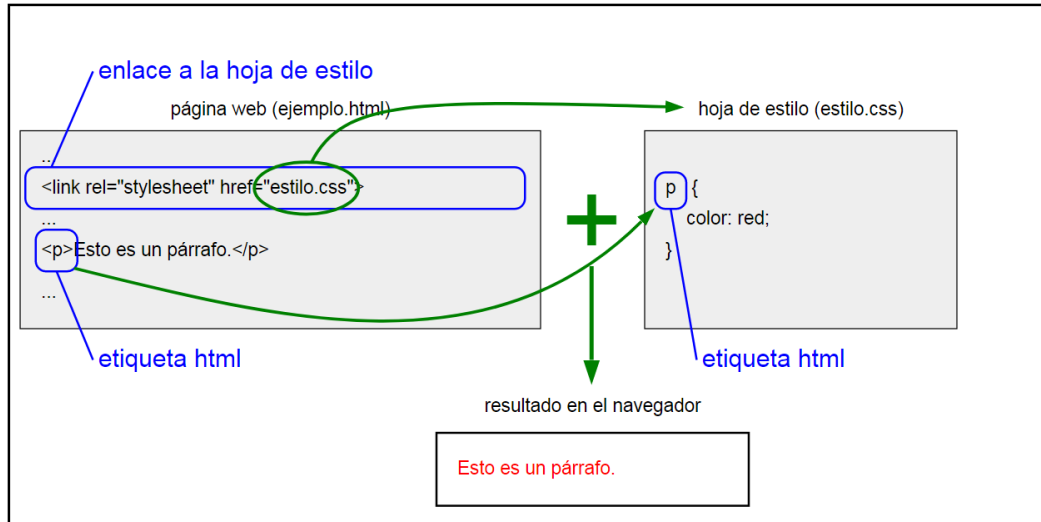 enlace a la hoja de estilo
página web (ejemplo.html)
hoja de estilo (estilo.css)
...
<link rel="stylesheet" href="estilo.css">
...
<p>Esto es un párrafo.</p>
...
p {
color: red;
}
etiqueta html
etiqueta html
resultado en el navegador
Esto es un párrafo.